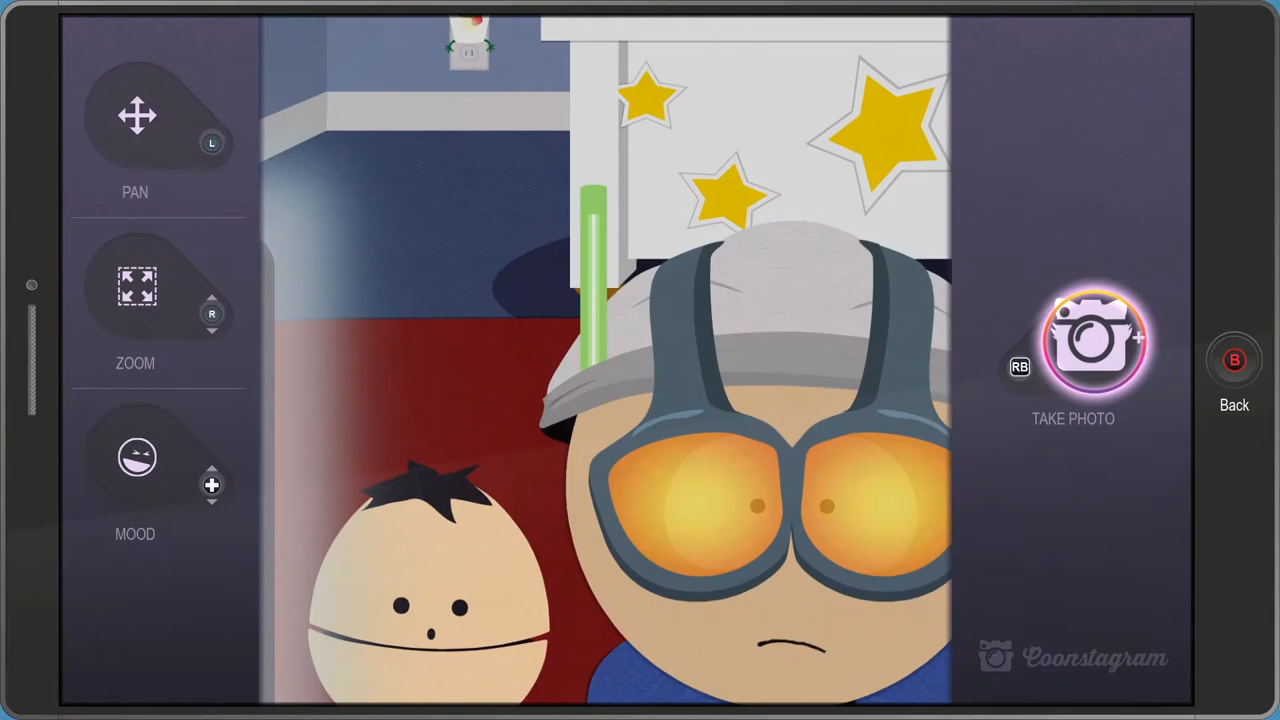 L
PAN
R
ZOOM
MOOD
RB
TAKE PHOTO
B
Back
Coonstagram